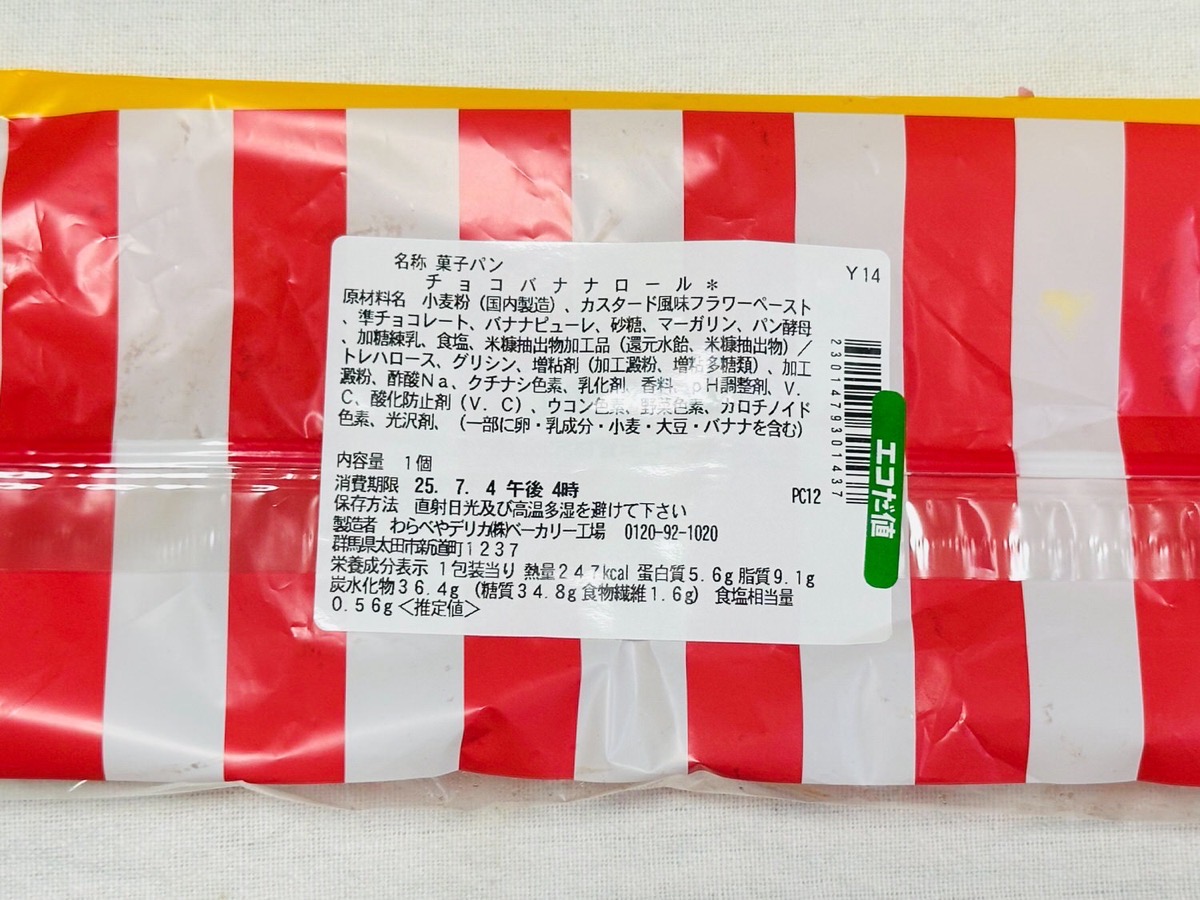 名称 菓子パン
Y14
チョコバナナロール＊
原材料名 小麦粉（国内製造）、カスタード風味フラワーペースト
、準チョコレート、バナナピューレ、砂糖、マーガリン、パン酵母
、加糖練乳、食塩、米糠抽出物加工品（還元水飴、米糠抽出物）／
トレハロース、グリシン、増粘剤（加工澱粉、増粘多糖類）、加工
澱粉、酢酸Ｎａ、クチナシ色素、乳化剤、香料、ｐＨ調整剤、Ｖ．
Ｃ、酸化防止剤（Ｖ．Ｃ）、ウコン色素、野菜色素、カロチノイド
色素、光沢剤、（一部に卵・乳成分・小麦・大豆・バナナを含む）
2301479301437
エコだ値
内容量 1個
消費期限 25. 7. 4 午後 4時
PC12
保存方法 直射日光及び高温多湿を避けて下さい
製造者 わらべやデリカ㈱ベーカリー工場 0120-92-1020
群馬県太田市新道町１２３７
栄養成分表示 １包装当り 熱量２４７kcal 蛋白質５.６g 脂質９.１g
炭水化物３６.４g （糖質３４.８g 食物繊維１.６g） 食塩相当量
０.５６g＜推定値＞